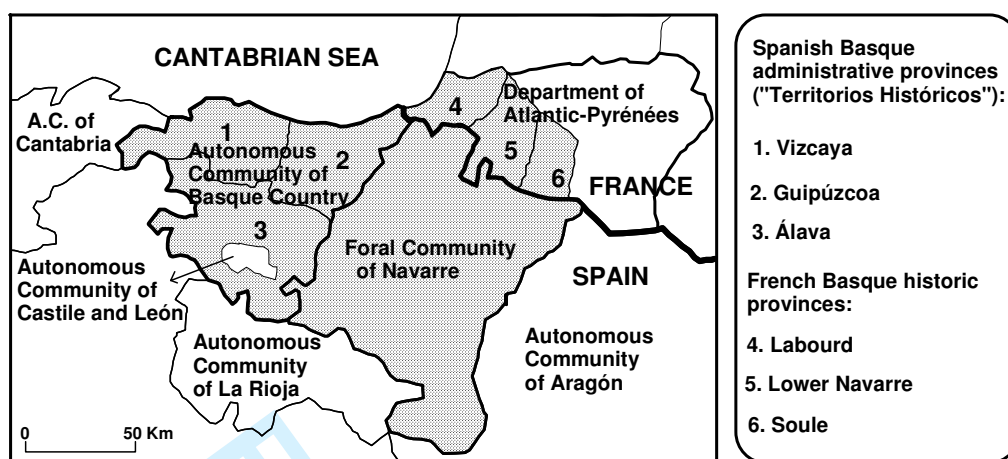 CANTABRIAN SEA
A.C. of
Cantabria
1
Autonomous
Community of
Basque Country
2
3
4
Department of
Atlantic-Pyrénées
5
6
FRANCE
Foral Community
of Navarre
SPAIN
Autonomous
Community of
Castile and León
Autonomous
Community
of La Rioja
Autonomous
Community
of Aragón
0 50 Km
Spanish Basque
administrative provinces
("Territorios Históricos"):
1. Vizcaya
2. Guipúzcoa
3. Álava
French Basque historic
provinces:
4. Labourd
5. Lower Navarre
6. Soule